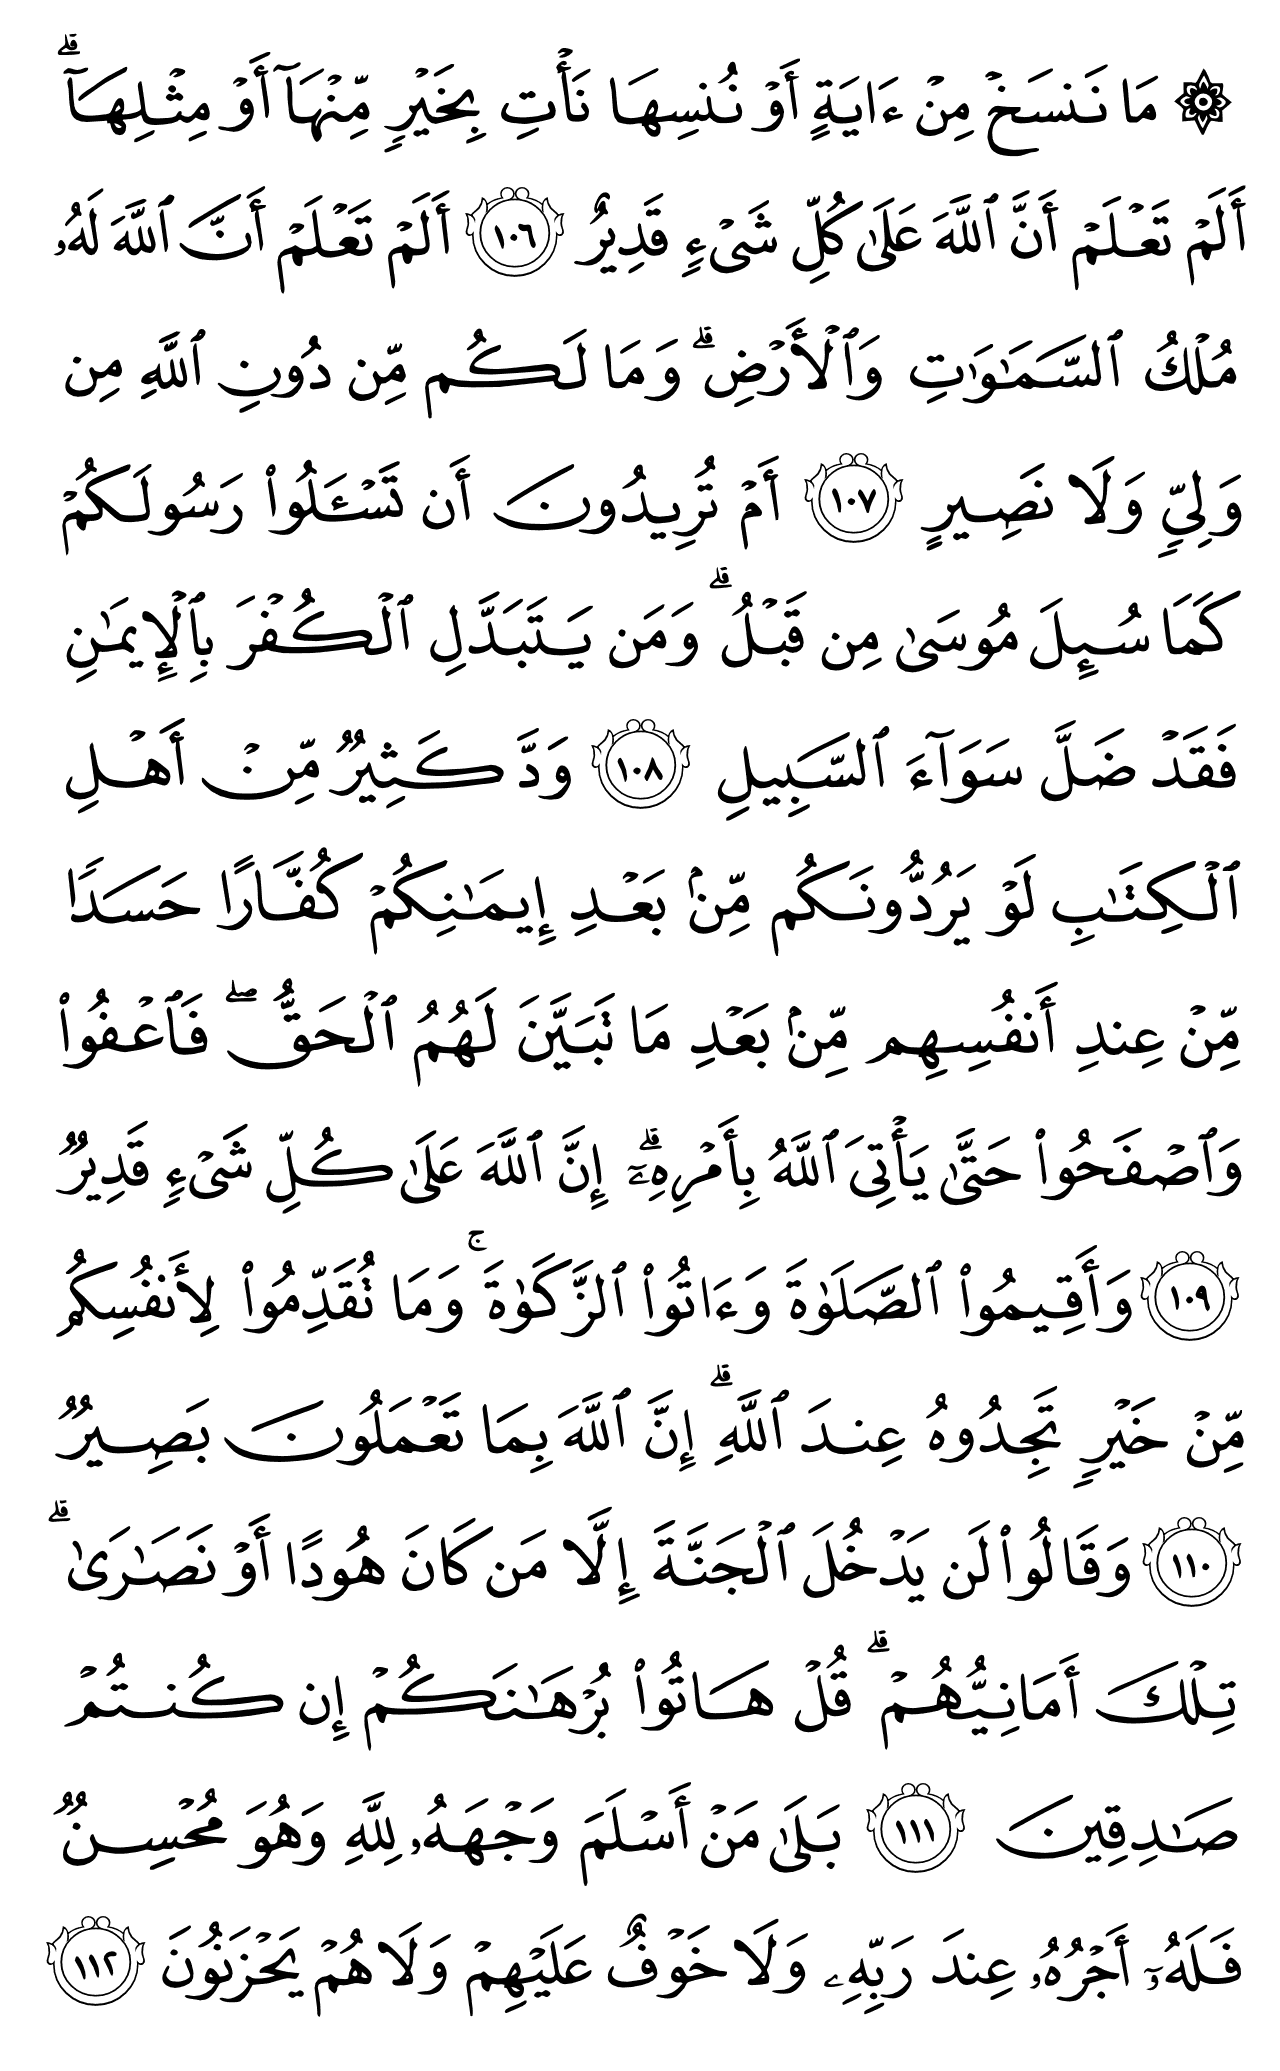 ۞ مَا نَنسَخۡ مِنۡ ءَايَةٍ أَوۡ نُنسِهَا نَأۡتِ بِخَيۡرٖ مِّنۡهَآ أَوۡ مِثۡلِهَآۗ
أَلَمۡ تَعۡلَمۡ أَنَّ ٱللَّهَ عَلَىٰ كُلِّ شَيۡءٖ قَدِيرٌ ١٠٦ أَلَمۡ تَعۡلَمۡ أَنَّ ٱللَّهَ لَهُۥ
مُلۡكُ ٱلسَّمَٰوَٰتِ وَٱلۡأَرۡضِۗ وَمَا لَكُم مِّن دُونِ ٱللَّهِ مِن
وَلِيّٖ وَلَا نَصِيرٍ ١٠٧ أَمۡ تُرِيدُونَ أَن تَسۡـَٔلُواْ رَسُولَكُمۡ
كَمَا سُئِلَ مُوسَىٰ مِن قَبۡلُۗ وَمَن يَتَبَدَّلِ ٱلۡكُفۡرَ بِٱلۡإِيمَٰنِ
فَقَدۡ ضَلَّ سَوَآءَ ٱلسَّبِيلِ ١٠٨ وَدَّ كَثِيرٞ مِّنۡ أَهۡلِ
ٱلۡكِتَٰبِ لَوۡ يَرُدُّونَكُم مِّنۢ بَعۡدِ إِيمَٰنِكُمۡ كُفَّارًا حَسَدٗا
مِّنۡ عِندِ أَنفُسِهِم مِّنۢ بَعۡدِ مَا تَبَيَّنَ لَهُمُ ٱلۡحَقُّۖ فَٱعۡفُواْ
وَٱصۡفَحُواْ حَتَّىٰ يَأۡتِيَ ٱللَّهُ بِأَمۡرِهِۦٓۗ إِنَّ ٱللَّهَ عَلَىٰ كُلِّ شَيۡءٖ قَدِيرٞ
١٠٩ وَأَقِيمُواْ ٱلصَّلَوٰةَ وَءَاتُواْ ٱلزَّكَوٰةَۚ وَمَا تُقَدِّمُواْ لِأَنفُسِكُم
مِّنۡ خَيۡرٖ تَجِدُوهُ عِندَ ٱللَّهِۗ إِنَّ ٱللَّهَ بِمَا تَعۡمَلُونَ بَصِيرٞ
١١٠ وَقَالُواْ لَن يَدۡخُلَ ٱلۡجَنَّةَ إِلَّا مَن كَانَ هُودًا أَوۡ نَصَٰرَىٰۗ
تِلۡكَ أَمَانِيُّهُمۡۗ قُلۡ هَاتُواْ بُرۡهَٰنَكُمۡ إِن كُنتُمۡ
صَٰدِقِينَ ١١١ بَلَىٰ مَنۡ أَسۡلَمَ وَجۡهَهُۥ لِلَّهِ وَهُوَ مُحۡسِنٞ
فَلَهُۥٓ أَجۡرُهُۥ عِندَ رَبِّهِۦ وَلَا خَوۡفٌ عَلَيۡهِمۡ وَلَا هُمۡ يَحۡزَنُونَ ١١٢